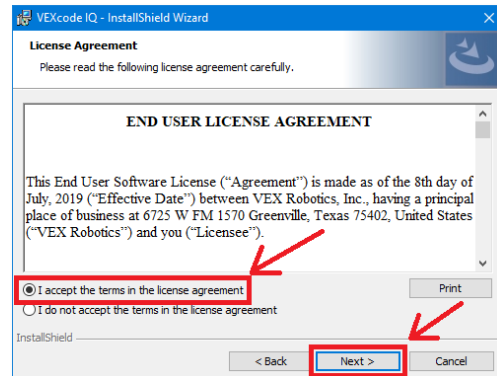 VEXcode IQ - InstallShield Wizard
License Agreement
Please read the following license agreement carefully.
END USER LICENSE AGREEMENT
This End User Software License (“Agreement”) is made as of the 8th day of
July, 2019 (“Effective Date”) between VEX Robotics, Inc., having a principal
place of business at 6725 W FM 1570 Greenville, Texas 75402, United States
(“VEX Robotics”) and you (“Licensee”).
I accept the terms in the license agreement
Print
I do not accept the terms in the license agreement
InstallShield
< Back
Next >
Cancel